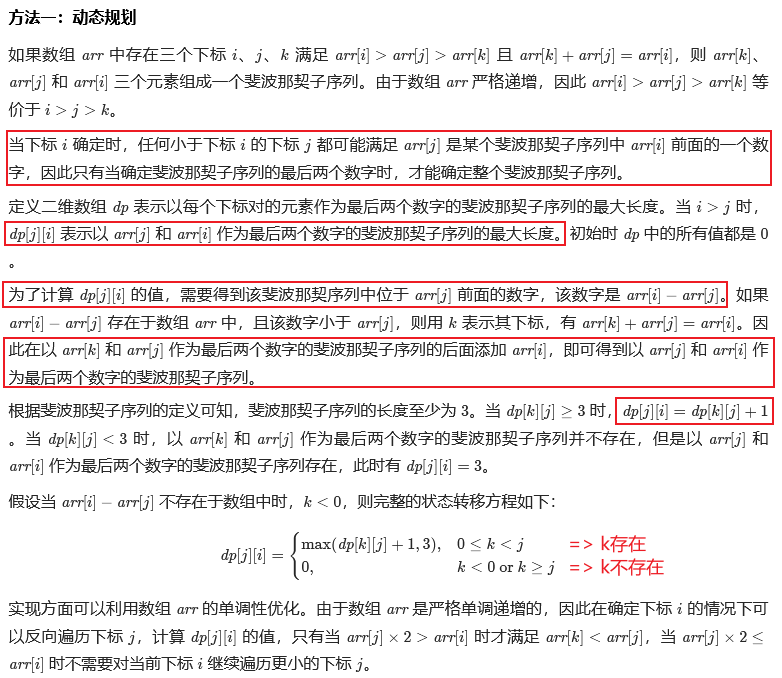 方法一：动态规划
如果数组 arr 中存在三个下标 i、j、k 满足 arr[i] > arr[j] > arr[k] 且 arr[k] + arr[j] = arr[i]，则 arr[k]、
arr[j] 和 arr[i] 三个元素组成一个斐波那契子序列。由于数组 arr 严格递增，因此 arr[i] > arr[j] > arr[k] 等
价于 i > j > k。
当下标 i 确定时，任何小于下标 i 的下标 j 都可能满足 arr[j] 是某个斐波那契子序列中 arr[i] 前面的一个数
字，因此只有当确定斐波那契子序列的最后两个数字时，才能确定整个斐波那契子序列。
定义二维数组 dp 表示以每个下标对的元素作为最后两个数字的斐波那契子序列的最大长度。当 i > j 时，
dp[j][i] 表示以 arr[j] 和 arr[i] 作为最后两个数字的斐波那契子序列的最大长度。初始时 dp 中的所有值都是 0
。
为了计算 dp[j][i] 的值，需要得到该斐波那契序列中位于 arr[j] 前面的数字，该数字是 arr[i] − arr[j]。如果
arr[i] − arr[j] 存在于数组 arr 中，且该数字小于 arr[j]，则用 k 表示其下标，有 arr[k] + arr[j] = arr[i]。因
此在以 arr[k] 和 arr[j] 作为最后两个数字的斐波那契子序列的后面添加 arr[i]，即可得到以 arr[j] 和 arr[i] 作
为最后两个数字的斐波那契子序列。
根据斐波那契子序列的定义可知，斐波那契子序列的长度至少为 3。当 dp[k][j] ≥ 3 时，dp[j][i] = dp[k][j] + 1
。当 dp[k][j] < 3 时，以 arr[k] 和 arr[j] 作为最后两个数字的斐波那契子序列并不存在，但是以 arr[j] 和
arr[i] 作为最后两个数字的斐波那契子序列存在，此时有 dp[j][i] = 3。
假设当 arr[i] − arr[j] 不存在于数组中时，k < 0，则完整的状态转移方程如下：
max(dp[k][j] + 1, 3), 0 ≤ k < j => k存在
dp[j][i] = {
0, k < 0 or k ≥ j => k不存在
实现方面可以利用数组 arr 的单调性优化。由于数组 arr 是严格单调递增的，因此在确定下标 i 的情况下可
以反向遍历下标 j，计算 dp[j][i] 的值，只有当 arr[j] × 2 > arr[i] 时才满足 arr[k] < arr[j]，当 arr[j] × 2 ≤
arr[i] 时不需要对当前下标 i 继续遍历更小的下标 j。